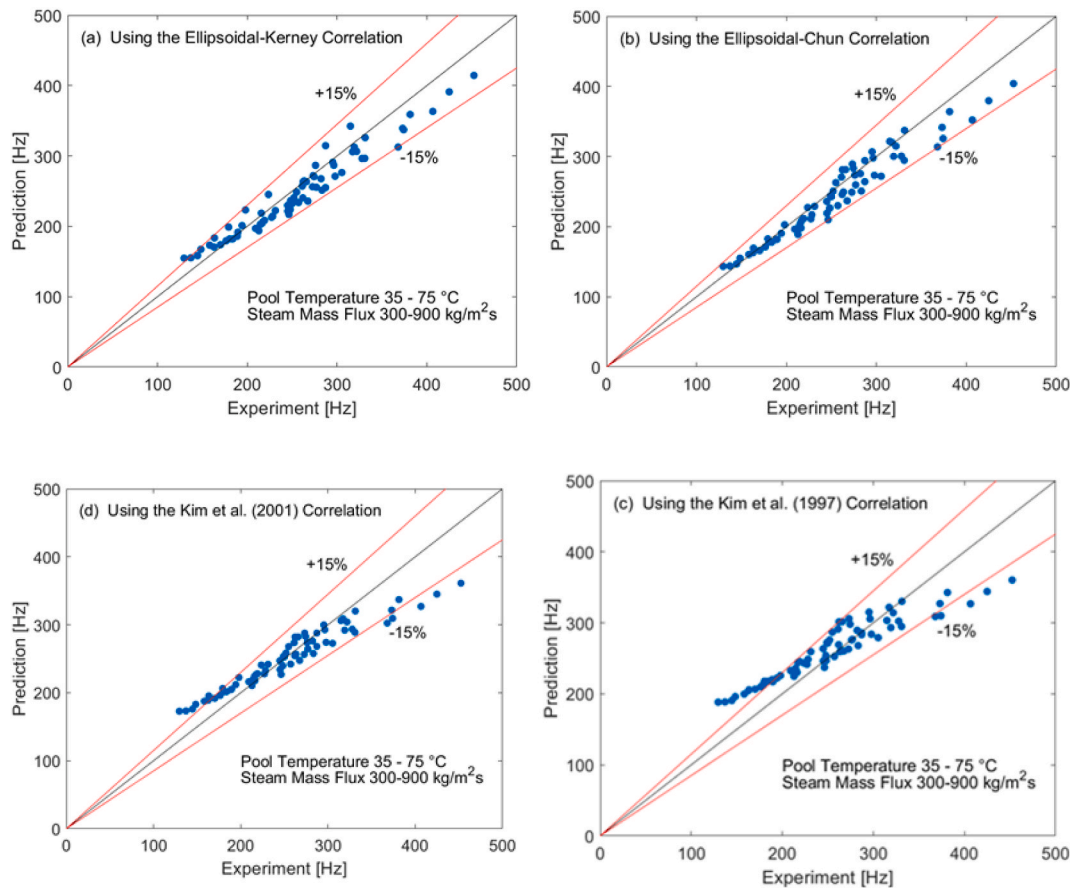 (a) Using the Ellipsoidal-Kerney Correlation
+15%
-15%
Pool Temperature 35 - 75 °C
Steam Mass Flux 300-900 kg/m²s
Prediction [Hz]
500
400
300
200
100
0
0 100 200 300 400 500
Experiment [Hz]
(b) Using the Ellipsoidal-Chun Correlation
+15%
-15%
Pool Temperature 35 - 75 °C
Steam Mass Flux 300-900 kg/m²s
Prediction [Hz]
500
400
300
200
100
0
0 100 200 300 400 500
Experiment [Hz]
(d) Using the Kim et al. (2001) Correlation
+15%
-15%
Pool Temperature 35 - 75 °C
Steam Mass Flux 300-900 kg/m²s
Prediction [Hz]
500
400
300
200
100
0
0 100 200 300 400 500
Experiment [Hz]
(c) Using the Kim et al. (1997) Correlation
+15%
-15%
Pool Temperature 35 - 75 °C
Steam Mass Flux 300-900 kg/m²s
Prediction [Hz]
500
400
300
200
100
0
0 100 200 300 400 500
Experiment [Hz]